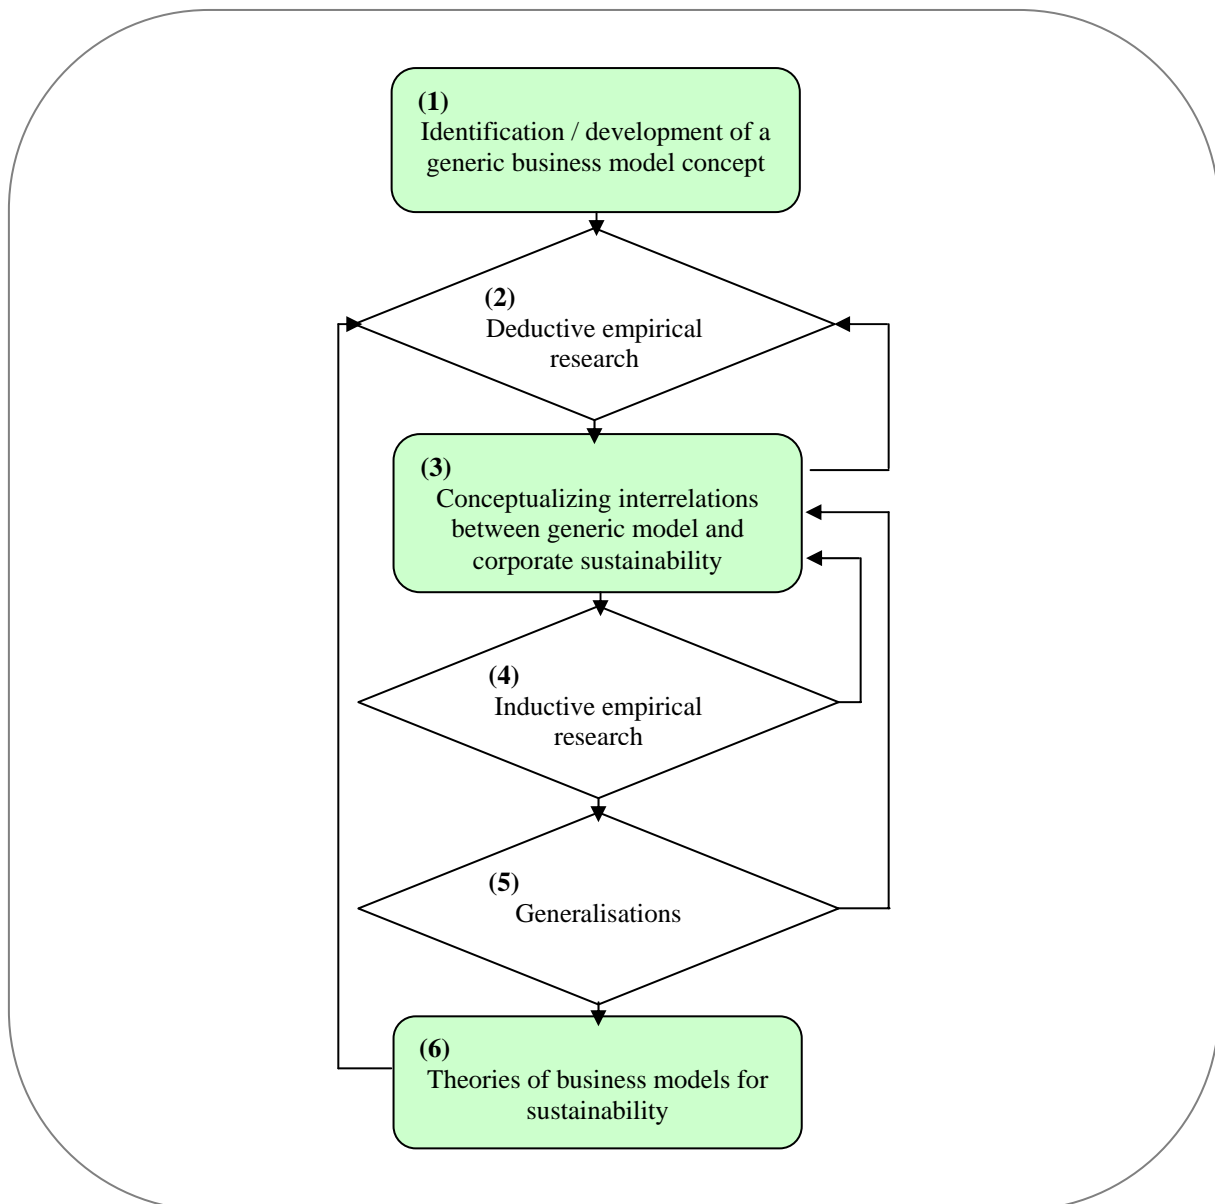 (1)
Identification / development of a
generic business model concept
(2)
Deductive empirical
research
(3)
Conceptualizing interrelations
between generic model and
corporate sustainability
(4)
Inductive empirical
research
(5)
Generalisations
(6)
Theories of business models for
sustainability